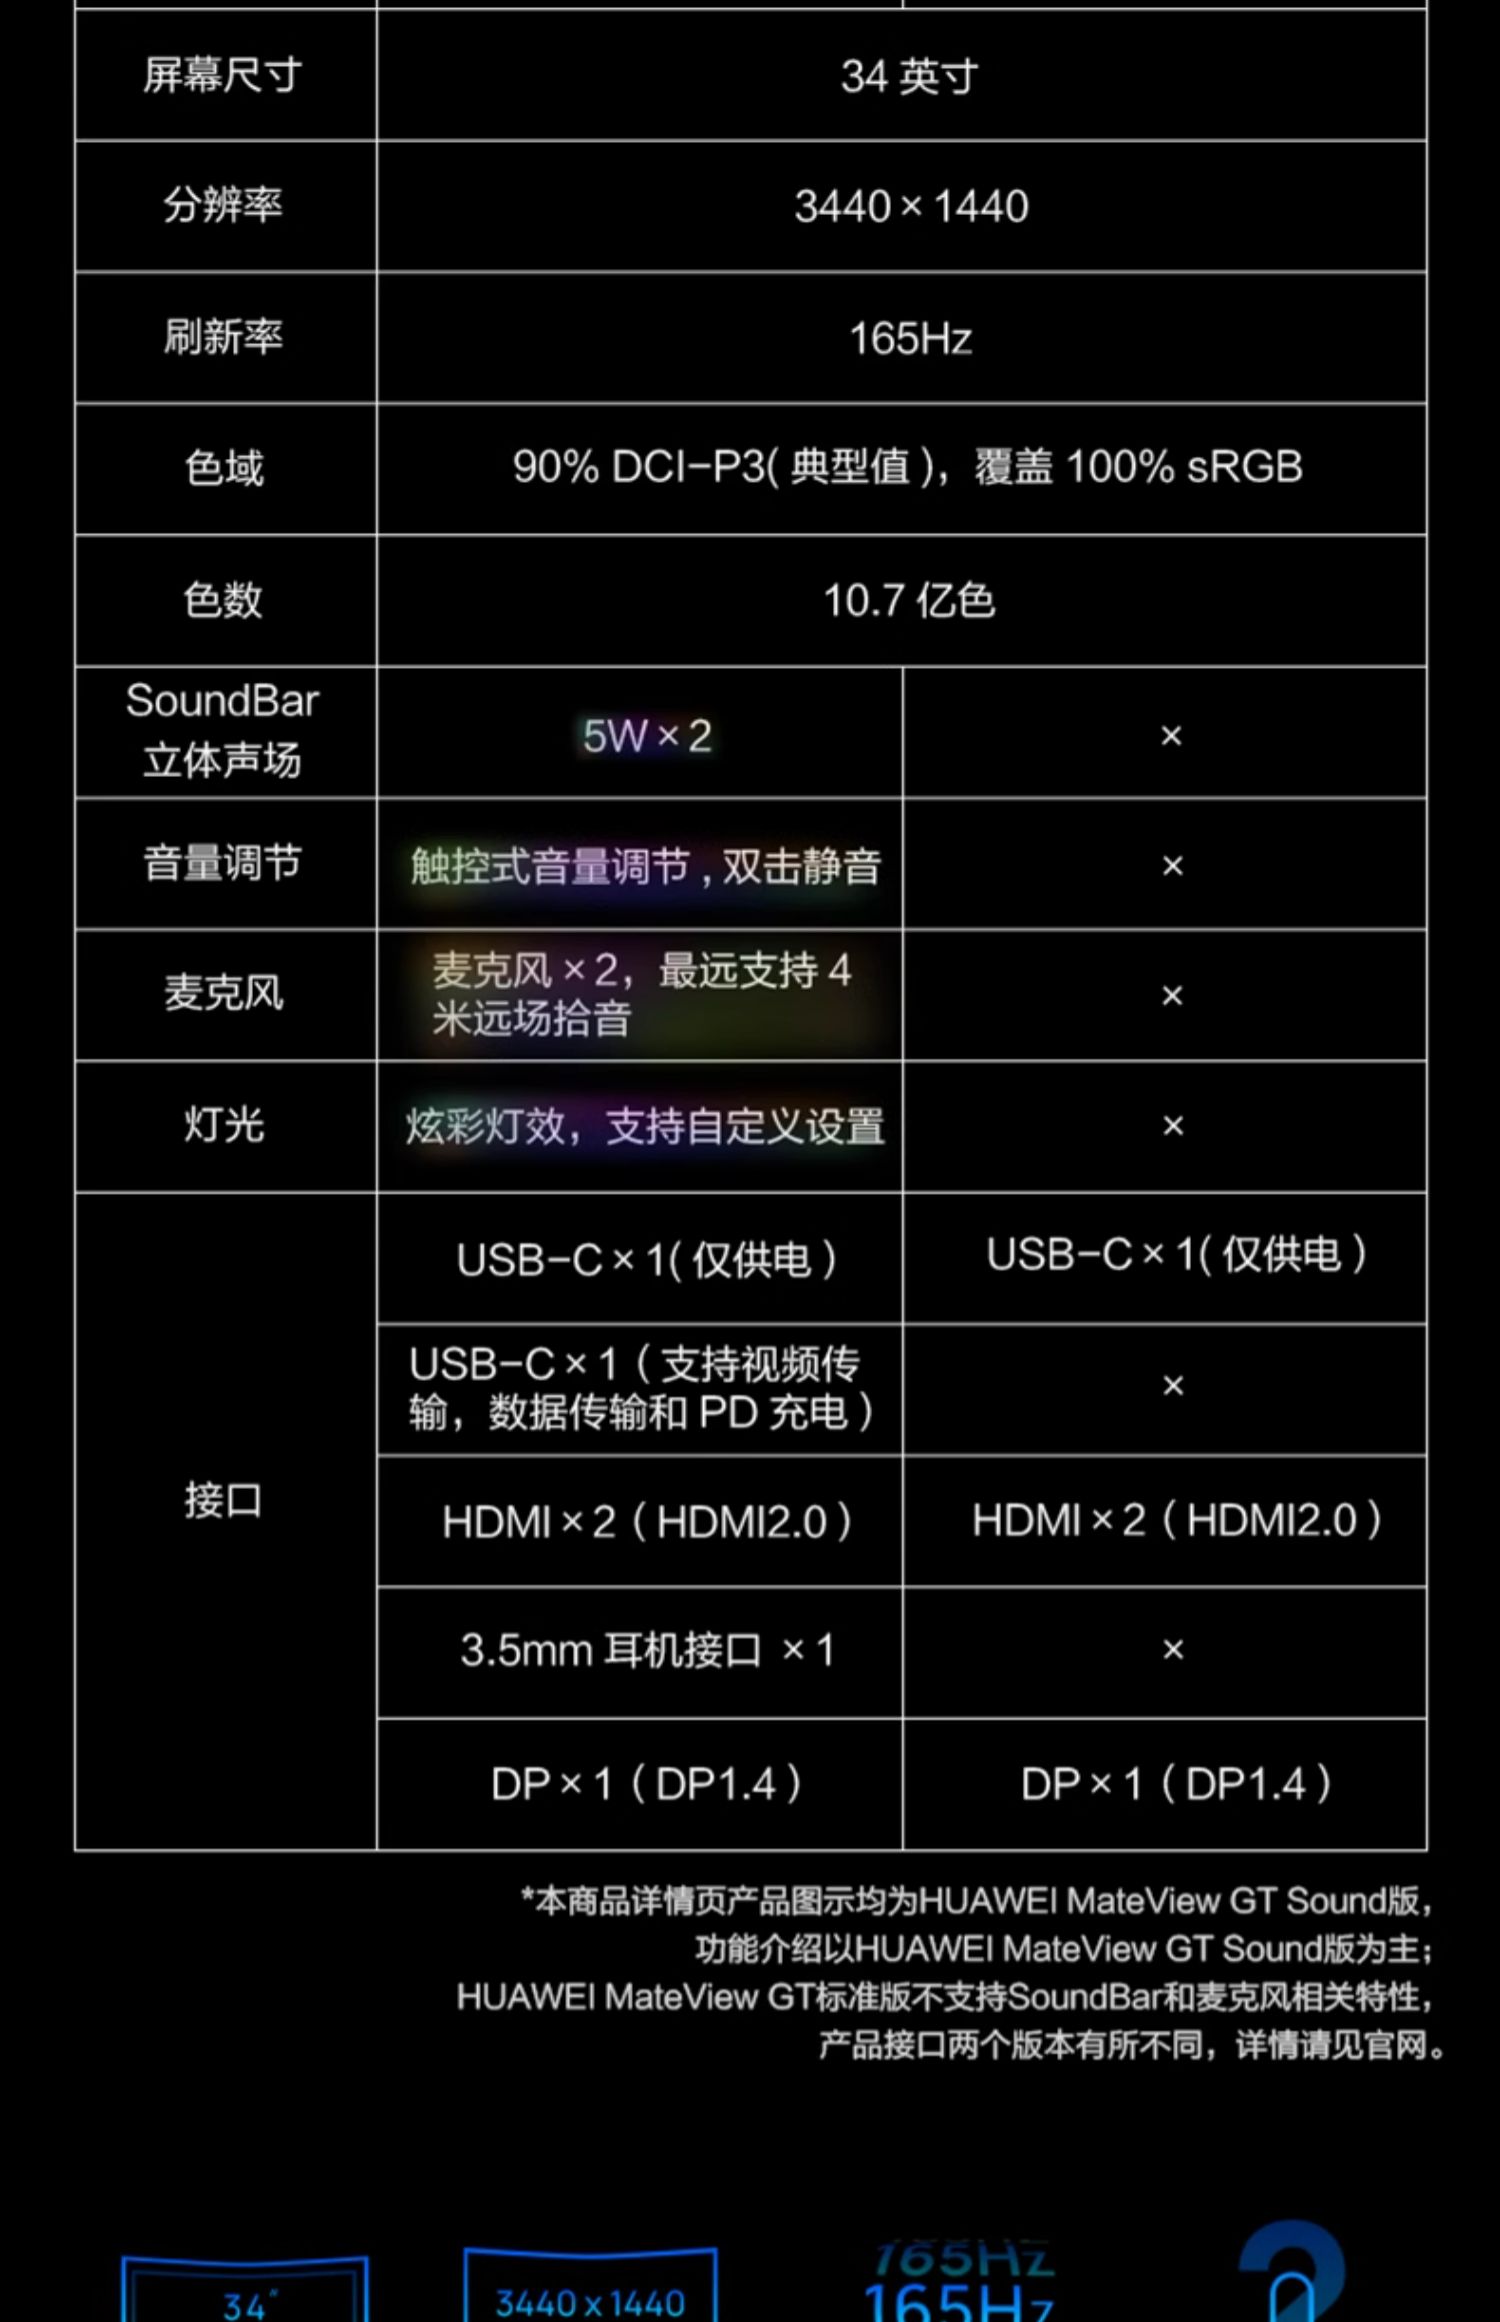 屏幕尺寸
34 英寸
分辨率
3440 × 1440
刷新率
165Hz
色域
90% DCI-P3( 典型值 )，覆盖 100% sRGB
色数
10.7 亿色
SoundBar
立体声场
5W × 2
×
音量调节
触控式音量调节 , 双击静音
×
麦克风
麦克风 × 2，最远支持 4
米远场拾音
×
灯光
炫彩灯效，支持自定义设置
×
接口
USB-C × 1( 仅供电 )
USB-C × 1( 仅供电 )
USB-C × 1（支持视频传
输，数据传输和 PD 充电）
×
HDMI × 2（HDMI2.0）
HDMI × 2（HDMI2.0）
3.5mm 耳机接口 × 1
×
DP × 1（DP1.4）
DP × 1（DP1.4）
*本商品详情页产品图示均为HUAWEI MateView GT Sound版，
功能介绍以HUAWEI MateView GT Sound版为主；
HUAWEI MateView GT标准版不支持SoundBar和麦克风相关特性，
产品接口两个版本有所不同，详情请见官网。
34″
3440 x 1440
165Hz
165Hz